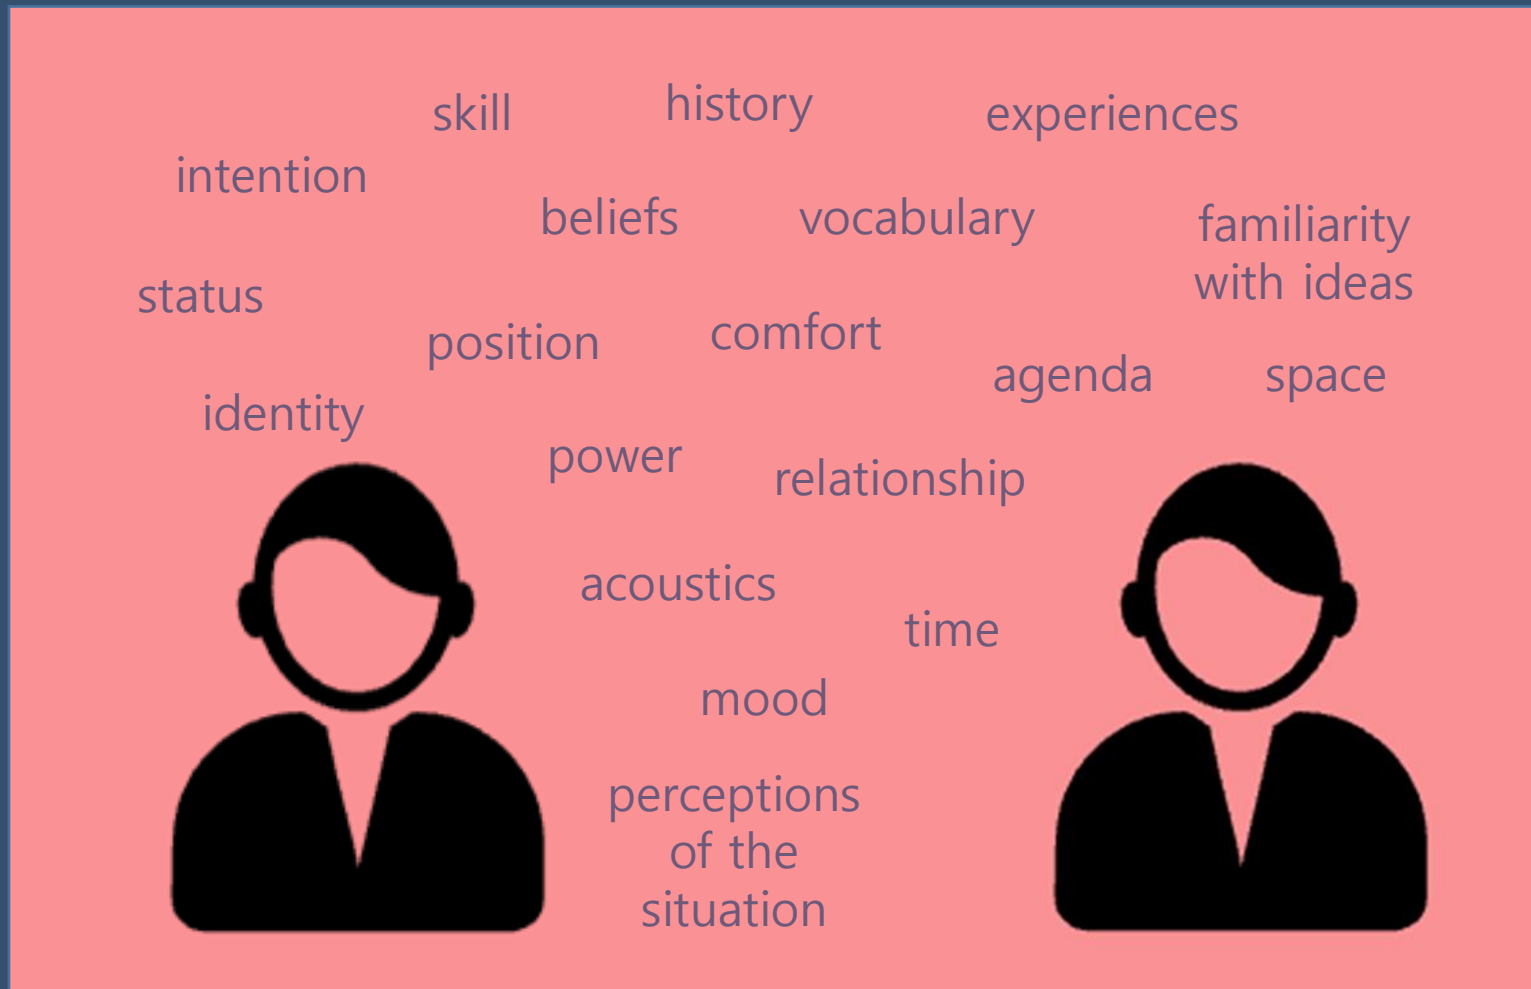 skill
history
experiences
intention
beliefs
vocabulary
familiarity
with ideas
status
position
comfort
agenda
space
identity
power
relationship
acoustics
time
mood
perceptions
of the
situation